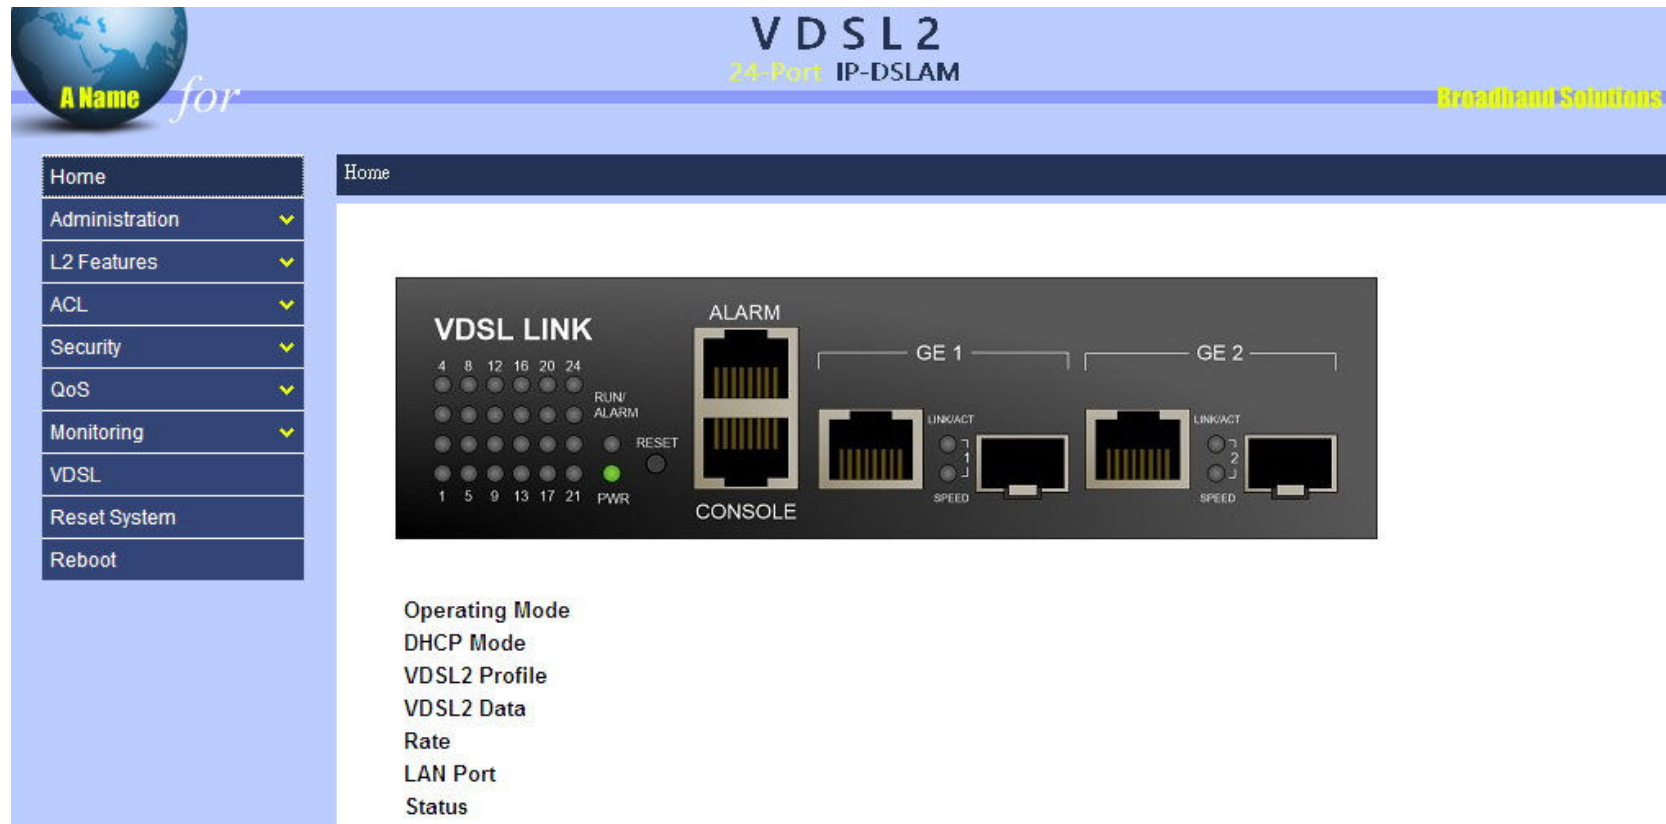 VDSL2
24-Port IP-DSLAM
A Name for
Broadband Solutions
Home
Administration
L2 Features
ACL
Security
QoS
Monitoring
VDSL
Reset System
Reboot
Home
VDSL LINK
4 8 12 16 20 24
RUN/
ALARM
RESET
1 5 9 13 17 21 PWR
ALARM
CONSOLE
GE 1
LINK/ACT
1
SPEED
GE 2
LINK/ACT
2
SPEED
Operating Mode
DHCP Mode
VDSL2 Profile
VDSL2 Data
Rate
LAN Port
Status